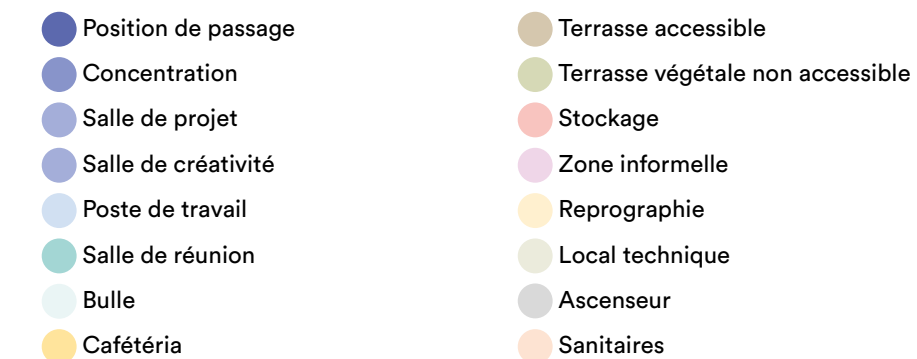 Position de passage
Concentration
Salle de projet
Salle de créativité
Poste de travail
Salle de réunion
Bulle
Cafétéria
Terrasse accessible
Terrasse végétale non accessible
Stockage
Zone informelle
Reprographie
Local technique
Ascenseur
Sanitaires